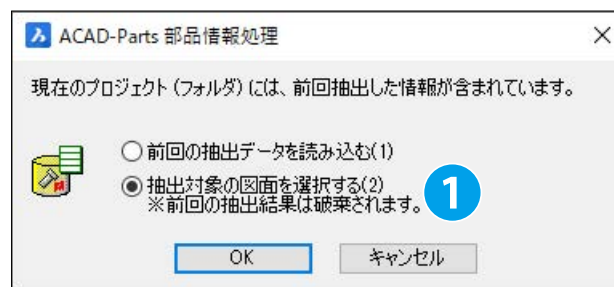 ACAD-Parts 部品情報処理
現在のプロジェクト（フォルダ）には、前回抽出した情報が含まれています。
前回の抽出データを読み込む(1)
抽出対象の図面を選択する(2)
※前回の抽出結果は破棄されます。
1
OK キャンセル